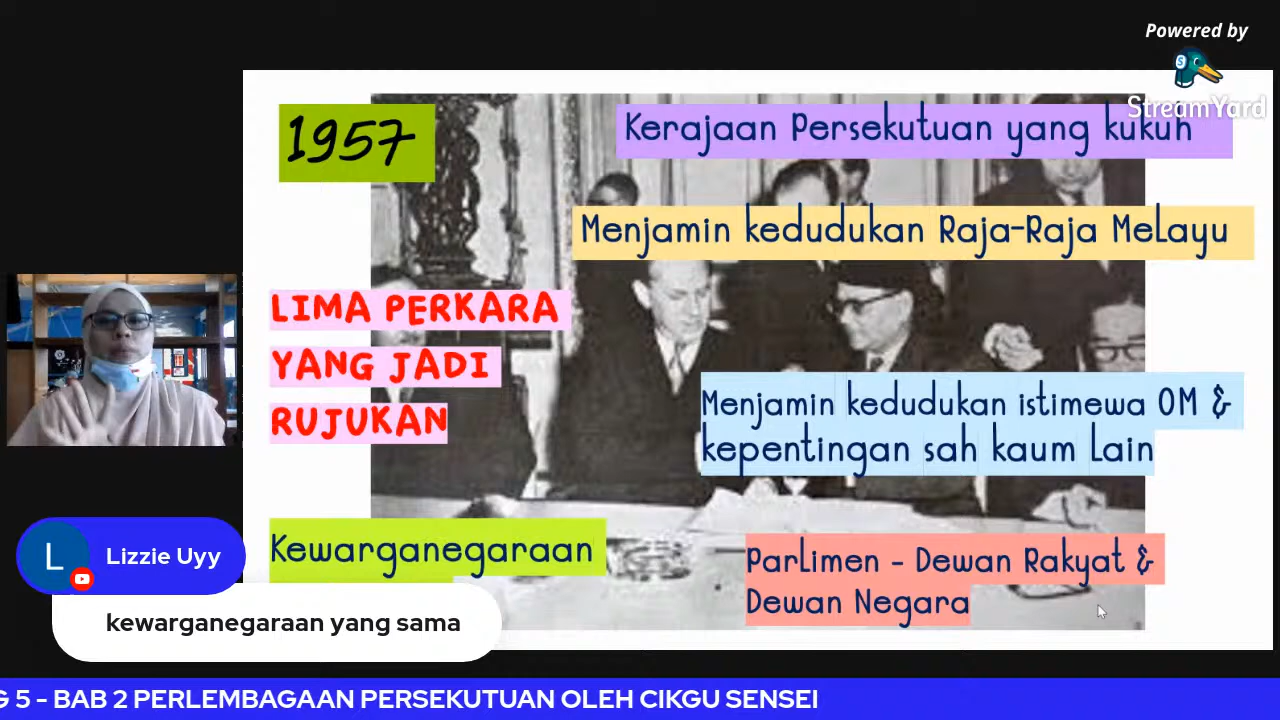 Powered by
StreamYard
1957
Kerajaan Persekutuan yang kukuh
Menjamin kedudukan Raja-Raja Melayu
LIMA PERKARA
YANG JADI
RUJUKAN
Menjamin kedudukan istimewa OM &
kepentingan sah kaum lain
Kewarganegaraan
Parlimen - Dewan Rakyat &
Dewan Negara
L
Lizzie Uyy
kewarganegaraan yang sama
G 5 - BAB 2 PERLEMBAGAAN PERSEKUTUAN OLEH CIKGU SENSEI